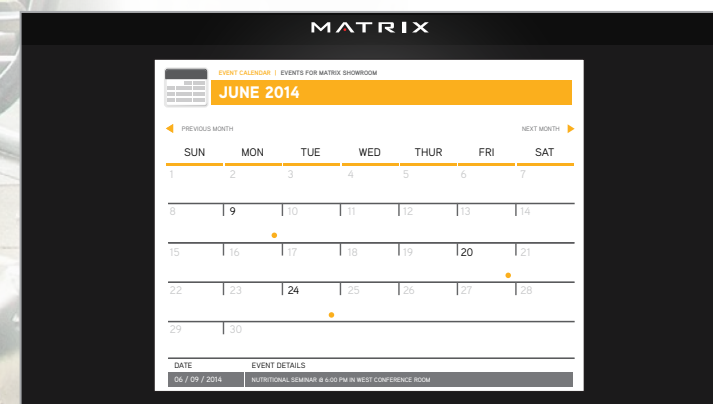 MATRIX
EVENT CALENDAR | EVENTS FOR MATRIX SHOWROOM
JUNE 2014
PREVIOUS MONTH NEXT MONTH
SUN MON TUE WED THUR FRI SAT
1 2 3 4 5 6 7
8 9 10 11 12 13 14
15 16 17 18 19 20 21
22 23 24 25 26 27 28
29 30
DATE EVENT DETAILS
06 / 09 / 2014 NUTRITIONAL SEMINAR @ 6:00 PM IN WEST CONFERENCE ROOM